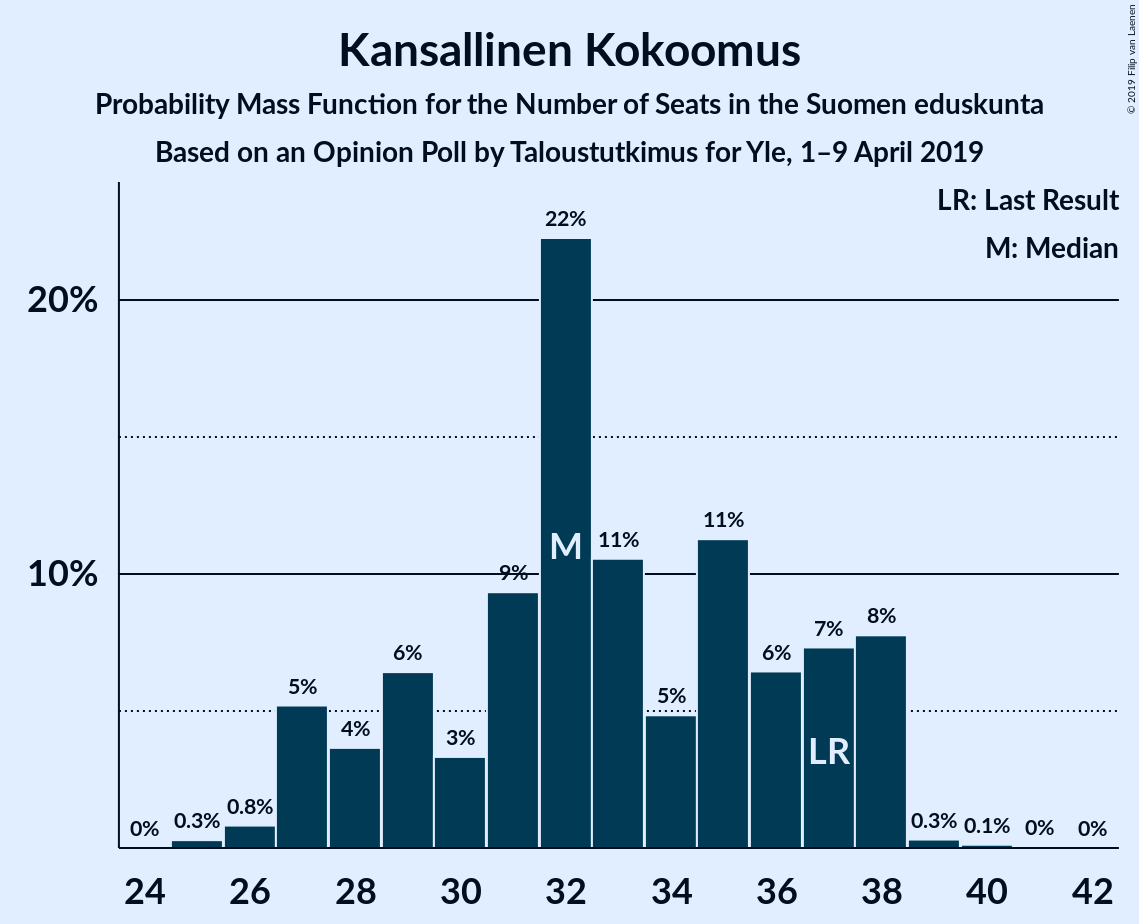 Kansallinen Kokoomus
Probability Mass Function for the Number of Seats in the Suomen eduskunta
Based on an Opinion Poll by Taloustutkimus for Yle, 1–9 April 2019
© 2019 Filip van Laenen
LR: Last Result
M: Median
20%
10%
0%
0.3%
0.8%
5%
4%
6%
3%
9%
22%
M
11%
5%
11%
6%
7%
LR
8%
0.3%
0.1%
0%
0%
24 26 28 30 32 34 36 38 40 42